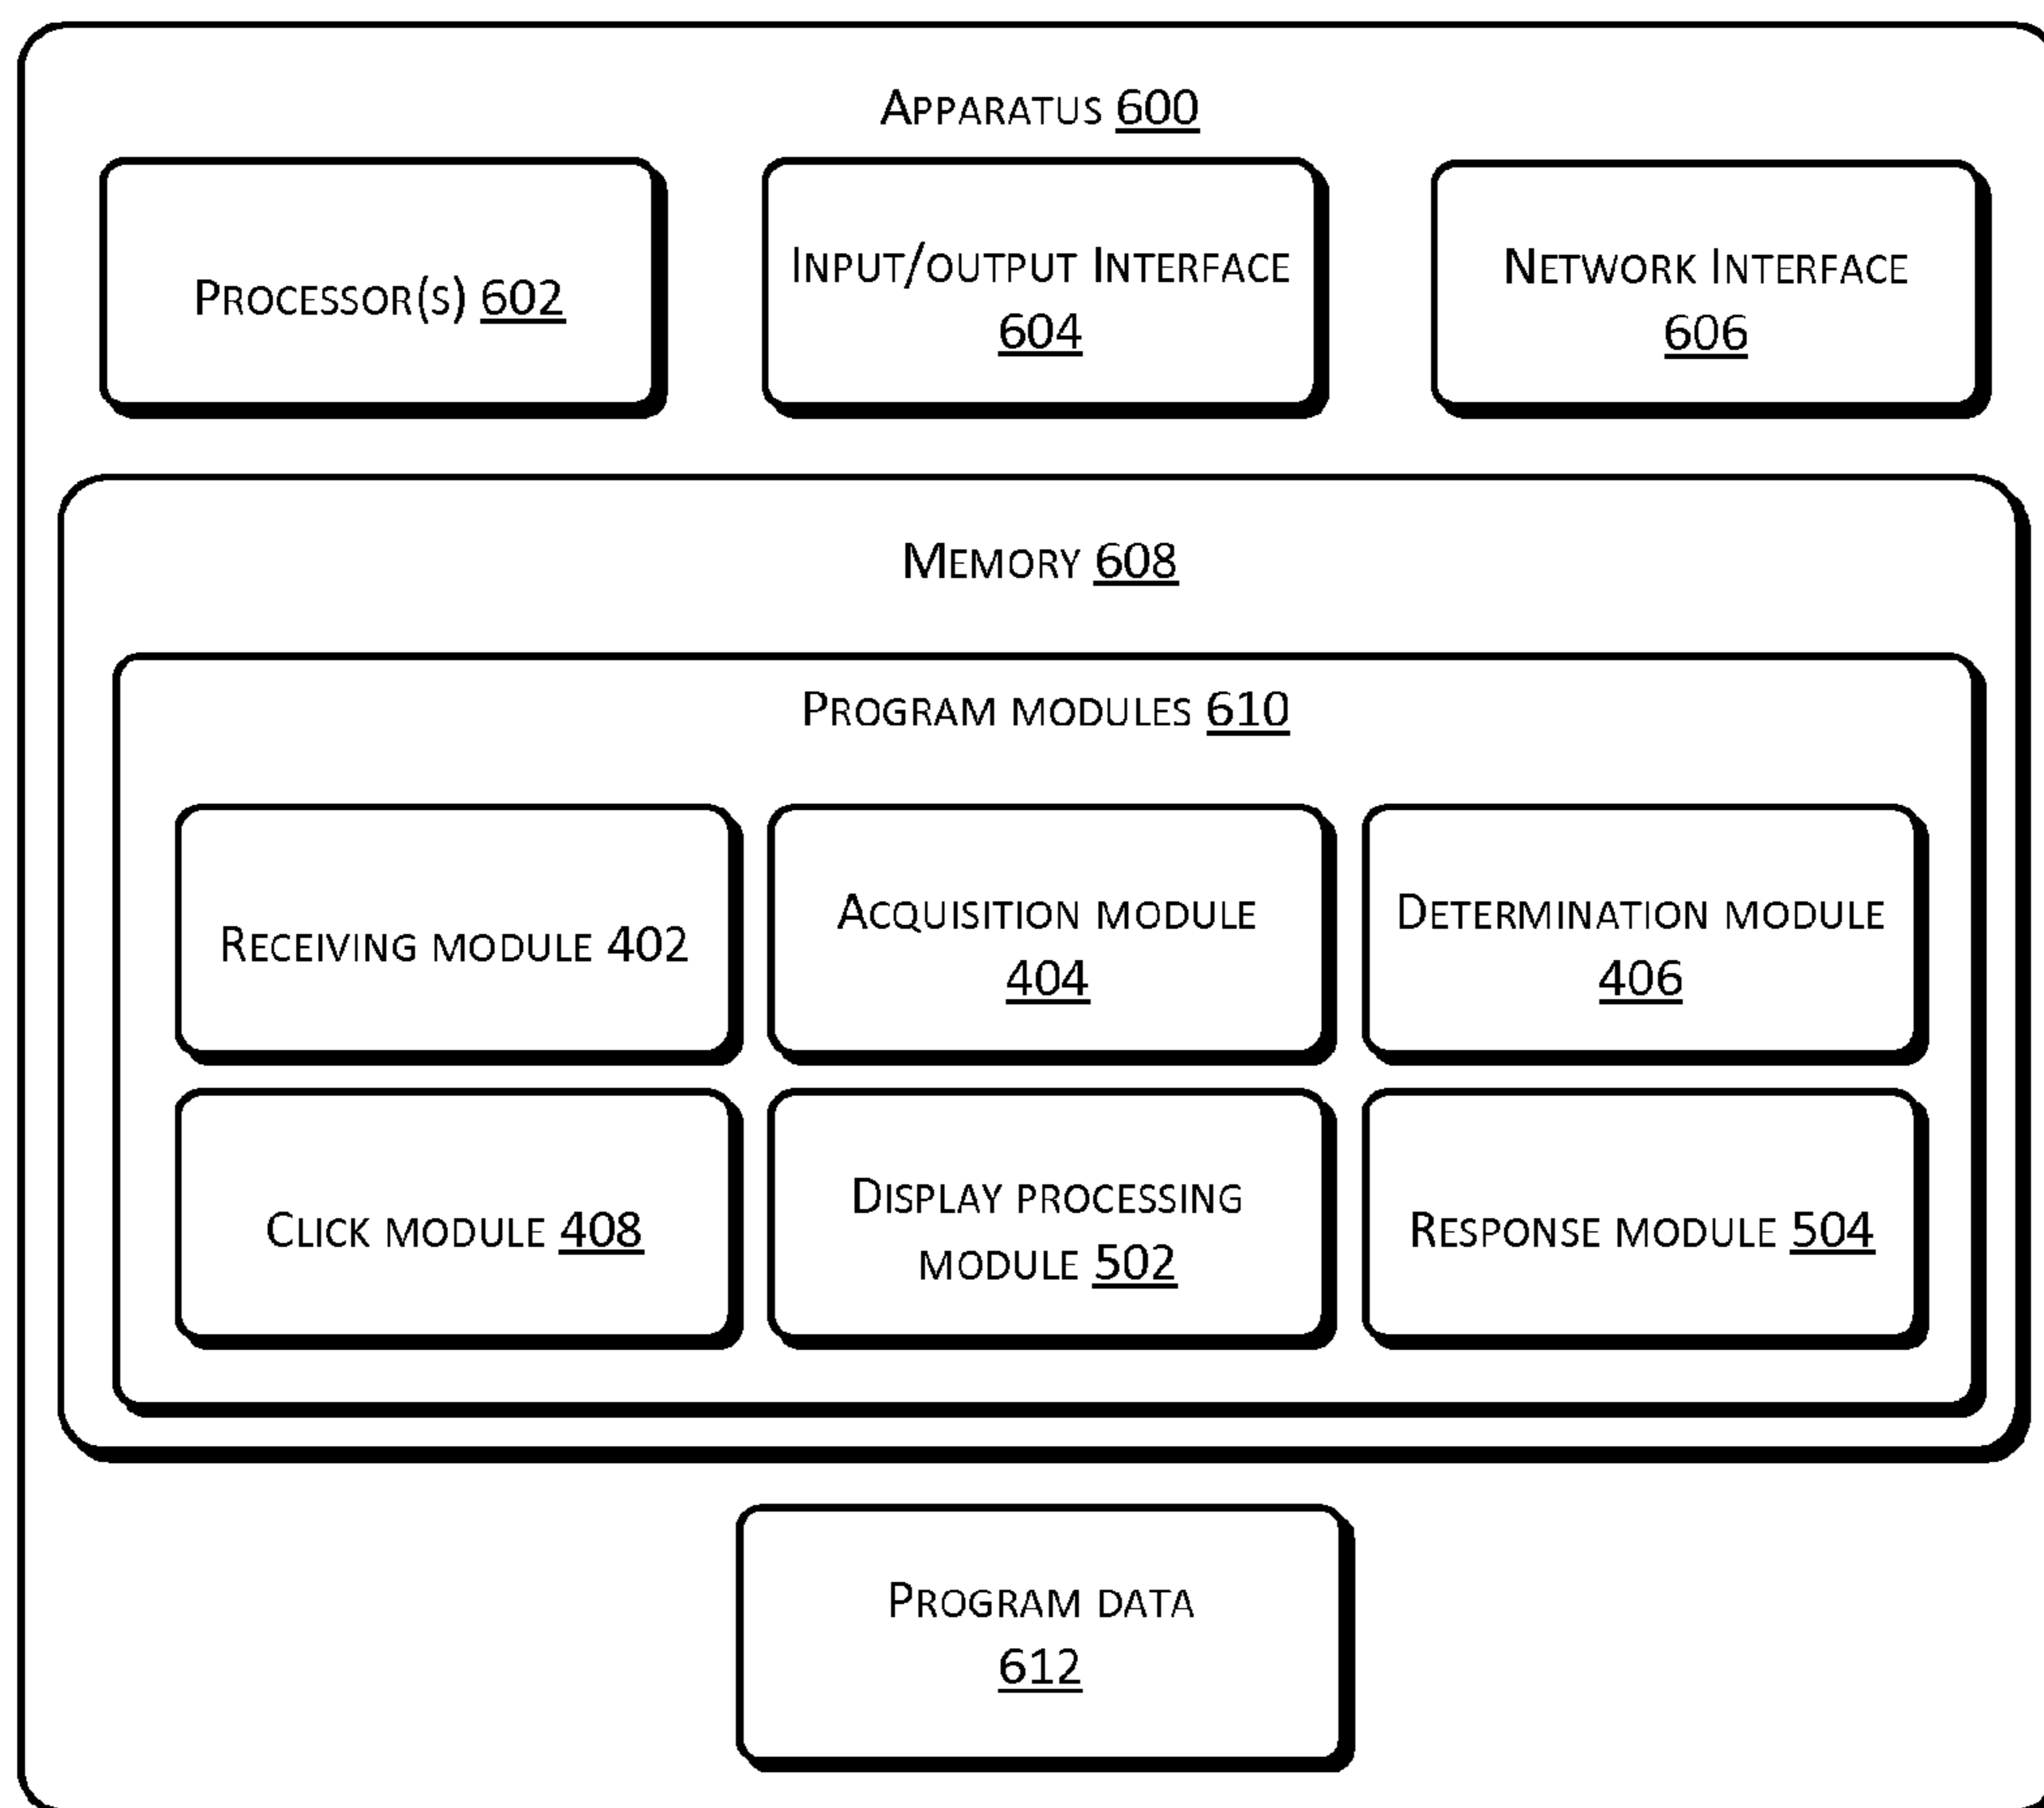 APPARATUS 600
PROCESSOR(S) 602
INPUT/OUTPUT INTERFACE
604
NETWORK INTERFACE
606
MEMORY 608
PROGRAM MODULES 610
RECEIVING MODULE 402
ACQUISITION MODULE
404
DETERMINATION MODULE
406
CLICK MODULE 408
DISPLAY PROCESSING
MODULE 502
RESPONSE MODULE 504
PROGRAM DATA
612